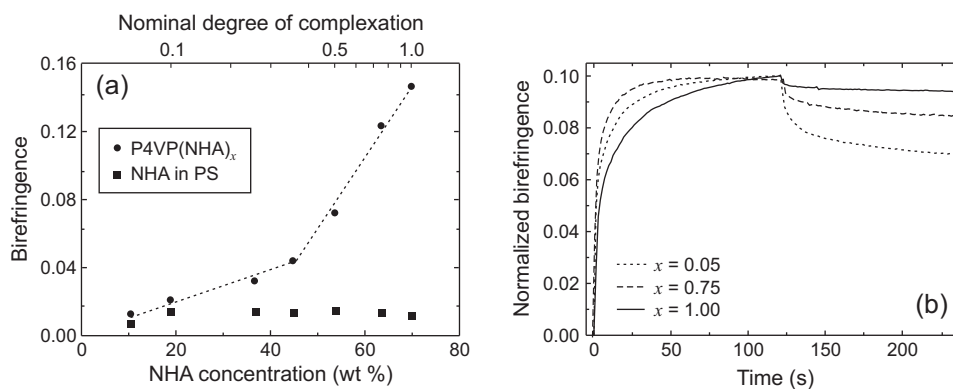 Nominal degree of complexation
0.1 0.5 1.0
0.16
0.12
0.08
0.04
0.00
Birefringence
(a)
P4VP(NHA)x
NHA in PS
0 20 40 60 80
NHA concentration (wt %)
0.10
0.08
0.06
0.04
0.02
0.00
Normalized birefringence
x = 0.05
x = 0.75
x = 1.00
(b)
0 50 100 150 200
Time (s)